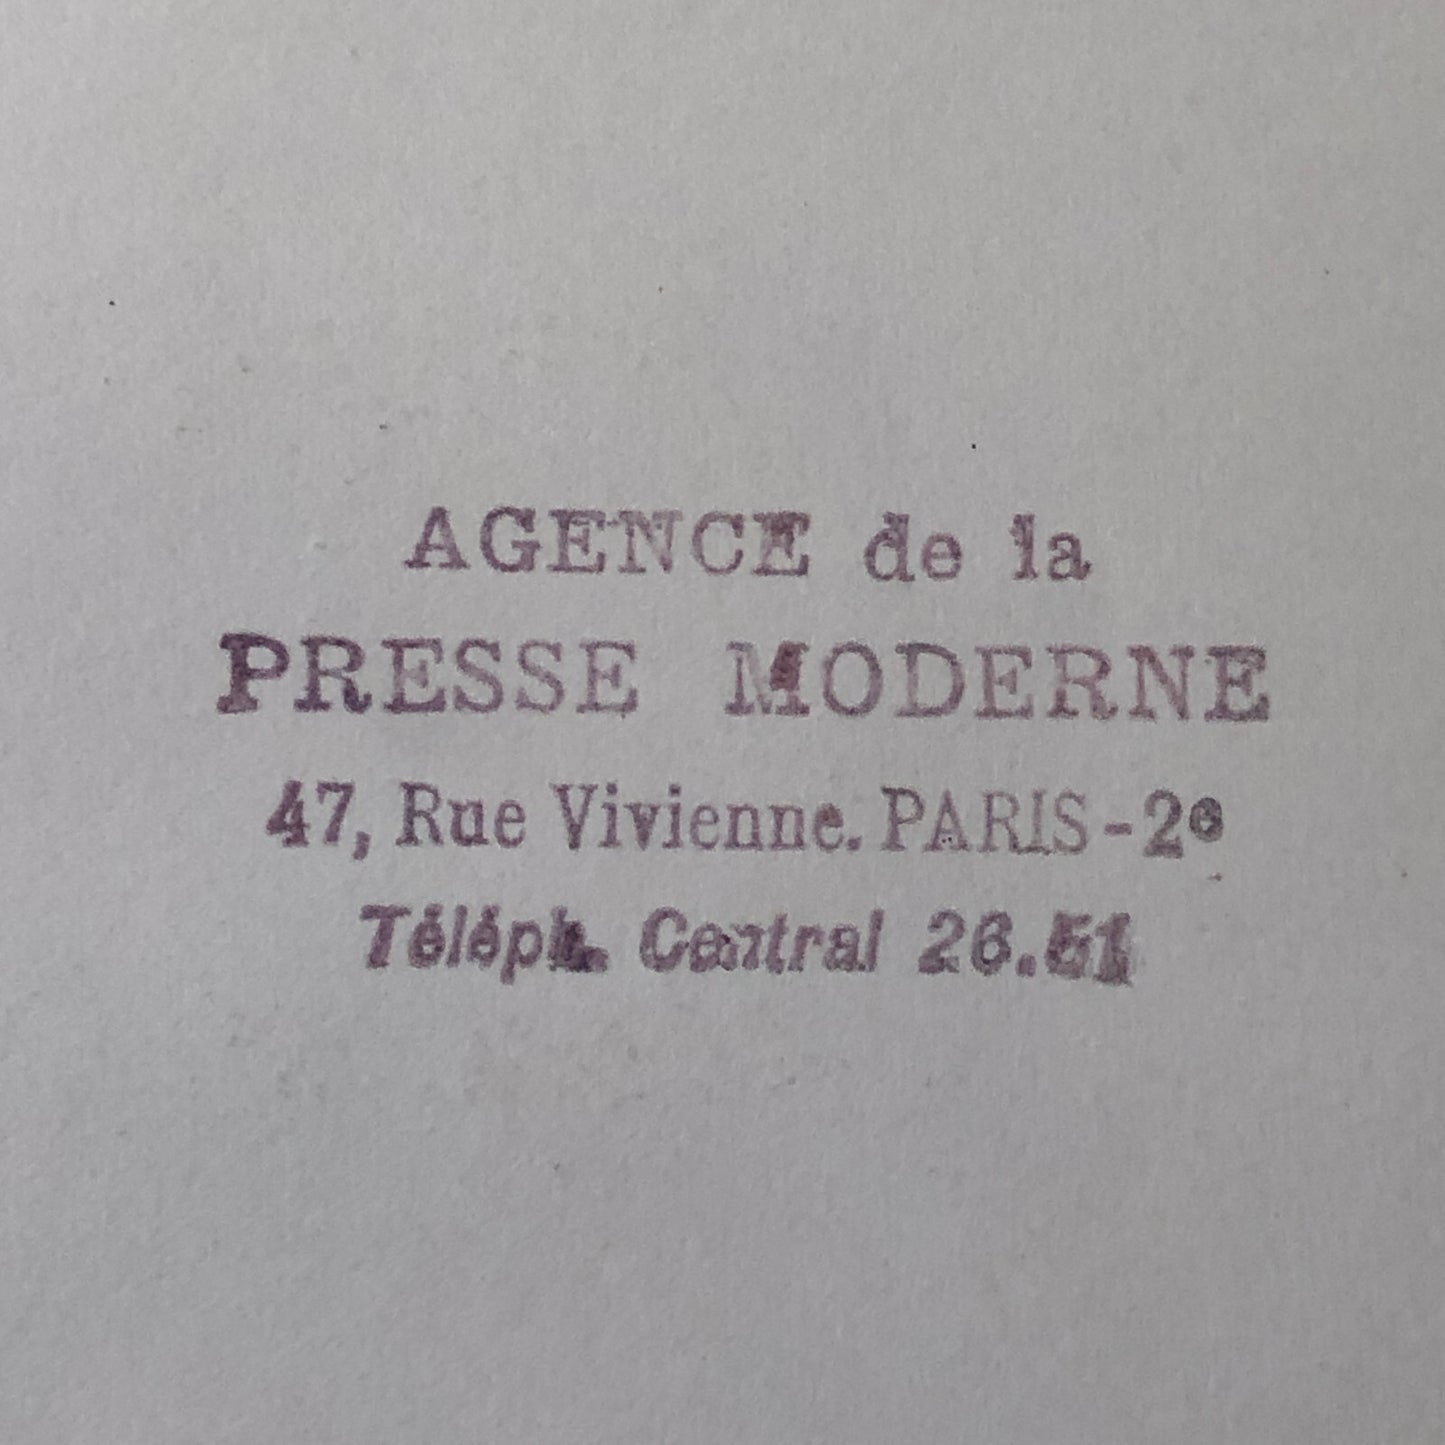 AGENCE de la
PRESSE MODERNE
47, Rue Vivienne. PARIS - 2e
Téléph. Central 26.51